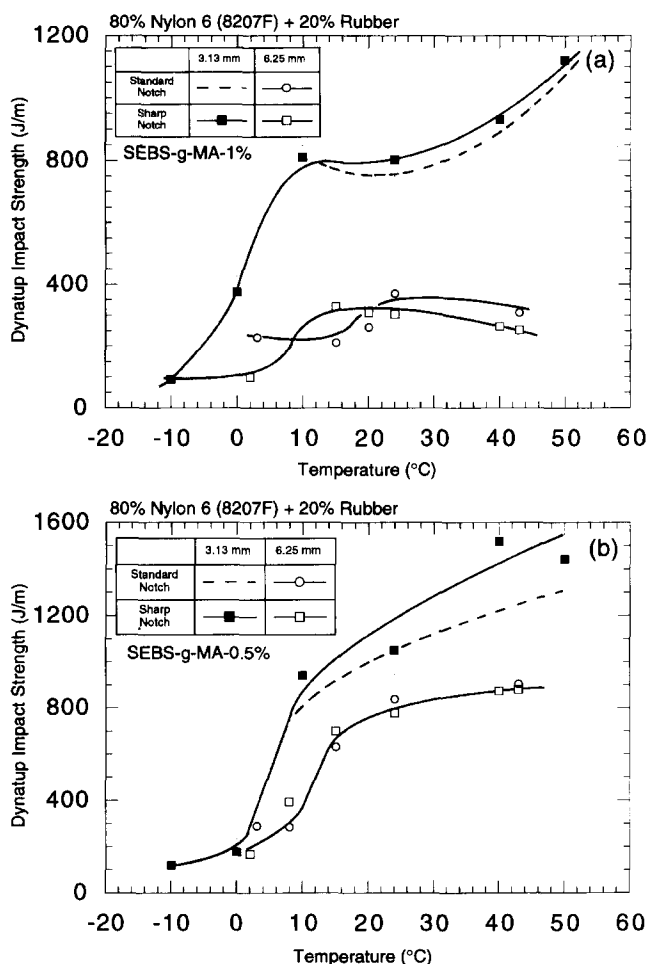 80% Nylon 6 (8207F) + 20% Rubber
1200
800
400
0
Dynatup Impact Strength (J/m)
(a)
3.13 mm 6.25 mm
Standard Notch
Sharp Notch
SEBS-g-MA-1%
-20 -10 0 10 20 30 40 50 60
Temperature (°C)
80% Nylon 6 (8207F) + 20% Rubber
1600
1200
800
400
0
Dynatup Impact Strength (J/m)
(b)
3.13 mm 6.25 mm
Standard Notch
Sharp Notch
SEBS-g-MA-0.5%
-20 -10 0 10 20 30 40 50 60
Temperature (°C)